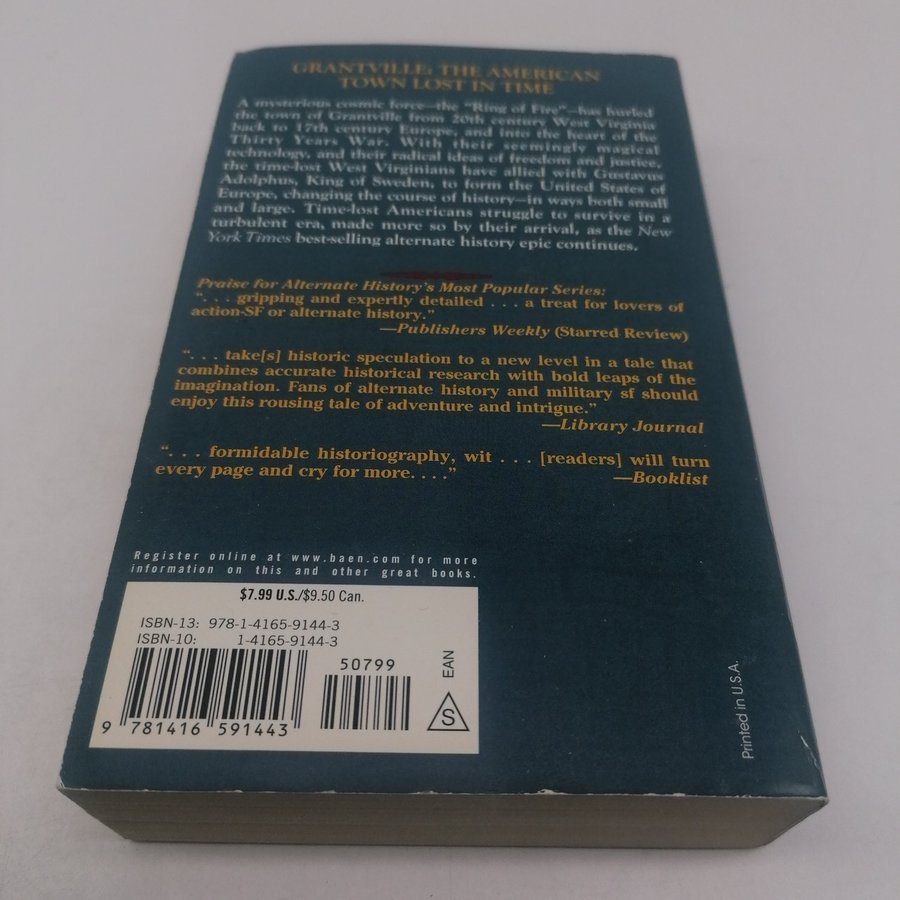 GRANTVILLE: THE AMERICAN
TOWN LOST IN TIME
A mysterious cosmic force—the "Ring of Fire"—has hurled
the town of Grantville from 20th century West Virginia
back to 17th century Europe, and into the heart of the
Thirty Years War. With their seemingly magical
technology, and their radical ideas of freedom and justice,
the time-lost West Virginians have allied with Gustavus
Adolphus, King of Sweden, to form the United States of
Europe, changing the course of history—in ways both small
and large. Time-lost Americans struggle to survive in a
turbulent era, made more so by their arrival, as the New
York Times best-selling alternate history epic continues.
Praise for Alternate History's Most Popular Series:
". . . gripping and expertly detailed . . . a treat for lovers of
action-SF or alternate history."
—Publishers Weekly (Starred Review)
". . . take[s] historic speculation to a new level in a tale that
combines accurate historical research with bold leaps of the
imagination. Fans of alternate history and military sf should
enjoy this rousing tale of adventure and intrigue."
—Library Journal
". . . formidable historiography, wit . . . [readers] will turn
every page and cry for more. . . ."
—Booklist
Register online at www.baen.com for more
information on this and other great books.
$7.99 U.S./$9.50 Can.
ISBN-13: 978-1-4165-9144-3
ISBN-10: 1-4165-9144-3
50799
EAN
S
9 781416 591443
Printed in U.S.A.